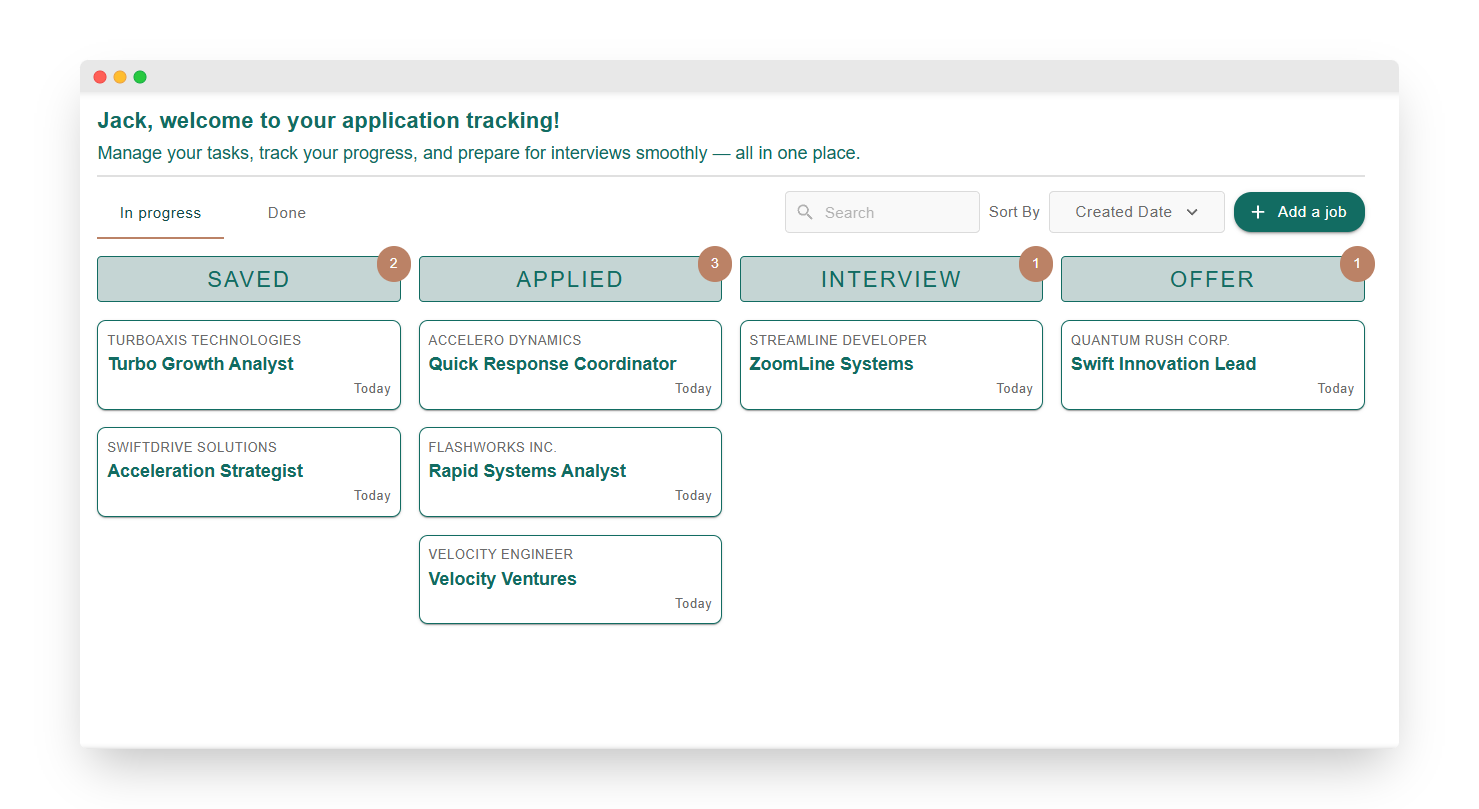 Jack, welcome to your application tracking!
Manage your tasks, track your progress, and prepare for interviews smoothly — all in one place.
In progress
Done
Search
Sort By
Created Date
Add a job
SAVED
2
TURBOAXIS TECHNOLOGIES
Turbo Growth Analyst
Today
SWIFTDRIVE SOLUTIONS
Acceleration Strategist
Today
APPLIED
3
ACCELERO DYNAMICS
Quick Response Coordinator
Today
FLASHWORKS INC.
Rapid Systems Analyst
Today
VELOCITY ENGINEER
Velocity Ventures
Today
INTERVIEW
1
STREAMLINE DEVELOPER
ZoomLine Systems
Today
OFFER
1
QUANTUM RUSH CORP.
Swift Innovation Lead
Today